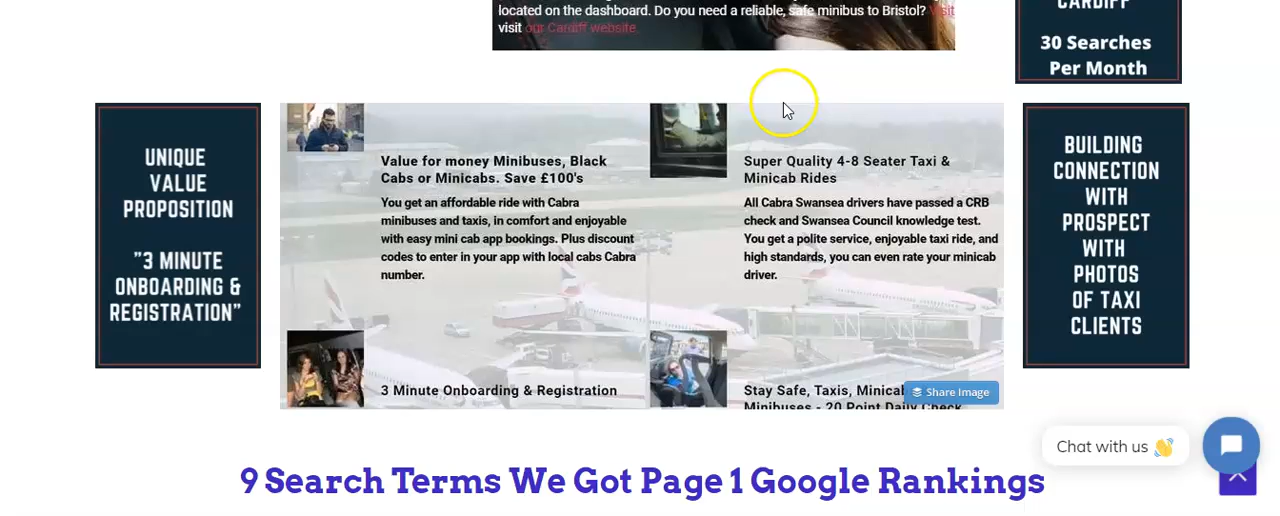 located on the dashboard. Do you need a reliable, safe minibus to Bristol? Visit
visit our Cardiff website.
CARDIFF
30 Searches
Per Month
UNIQUE
VALUE
PROPOSITION
"3 MINUTE
ONBOARDING &
REGISTRATION"
Value for money Minibuses, Black
Cabs or Minicabs. Save £100's
You get an affordable ride with Cabra
minibuses and taxis, in comfort and enjoyable
with easy mini cab app bookings. Plus discount
codes to enter in your app with local cabs Cabra
number.
Super Quality 4-8 Seater Taxi &
Minicab Rides
All Cabra Swansea drivers have passed a CRB
check and Swansea Council knowledge test.
You get a polite service, enjoyable taxi ride, and
high standards, you can even rate your minicab
driver.
3 Minute Onboarding & Registration
Stay Safe, Taxis, Minicab
Minibuses - 20 Point Daily Check
Share Image
BUILDING
CONNECTION
WITH
PROSPECT
WITH
PHOTOS
OF TAXI
CLIENTS
Chat with us 👋
9 Search Terms We Got Page 1 Google Rankings